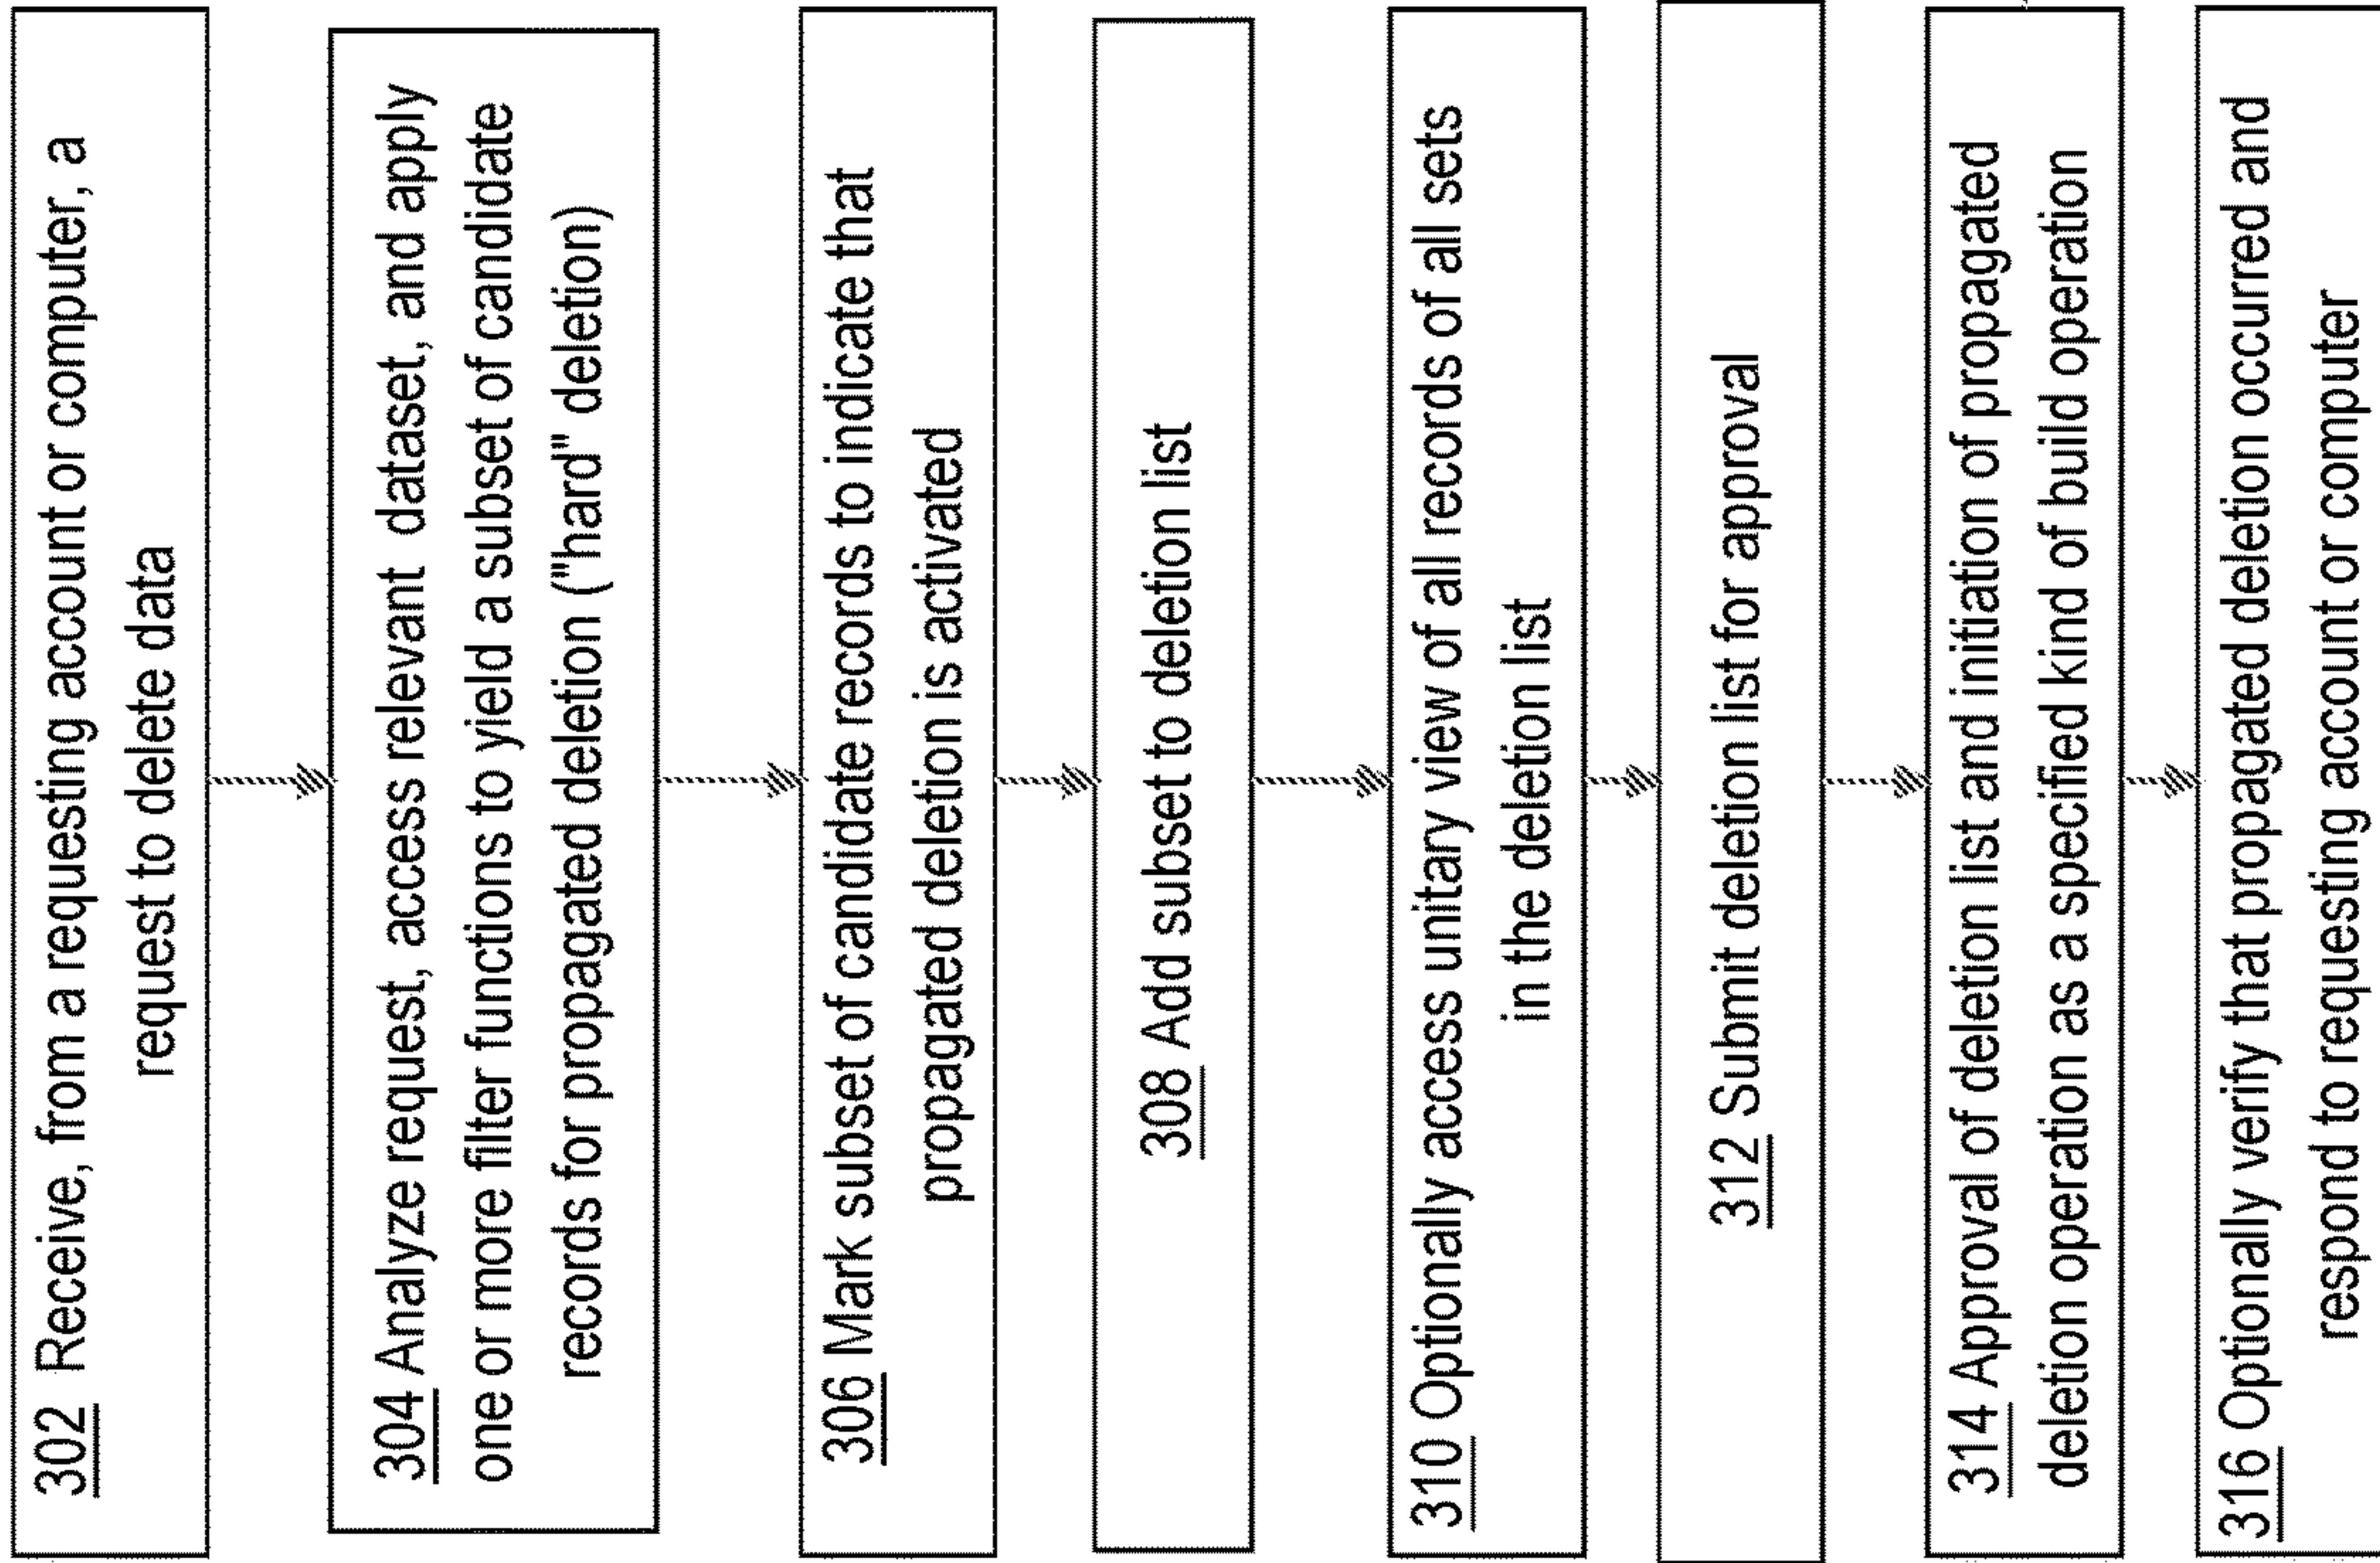 302 Receive, from a requesting account or computer, a
request to delete data
304 Analyze request, access relevant dataset, and apply
one or more filter functions to yield a subset of candidate
records for propagated deletion ("hard" deletion)
306 Mark subset of candidate records to indicate that
propagated deletion is activated
308 Add subset to deletion list
310 Optionally access unitary view of all records of all sets
in the deletion list
312 Submit deletion list for approval
314 Approval of deletion list and initiation of propagated
deletion operation as a specified kind of build operation
316 Optionally verify that propagated deletion occurred and
respond to requesting account or computer